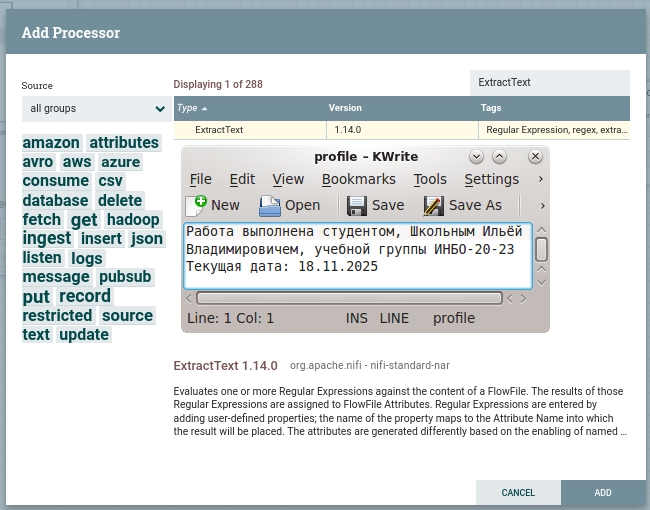 Add Processor
Source
Displaying 1 of 288
ExtractText
all groups
Type Version Tags
ExtractText 1.14.0 Regular Expression, regex, extra...
amazon attributes
avro aws azure
consume csv
database delete
fetch get hadoop
ingest insert json
listen logs
message pubsub
put record
restricted source
text update
profile – KWrite
File Edit View Bookmarks Tools Settings
New Open Save Save As
Работа выполнена студентом, Школьным Ильёй
Владимировичем, учебной группы ИНБО-20-23
Текущая дата: 18.11.2025
Line: 1 Col: 1 INS LINE profile
ExtractText 1.14.0 org.apache.nifi - nifi-standard-nar
Evaluates one or more Regular Expressions against the content of a FlowFile. The results of those
Regular Expressions are assigned to FlowFile Attributes. Regular Expressions are entered by
adding user-defined properties; the name of the property maps to the Attribute Name into which
the result will be placed. The attributes are generated differently based on the enabling of named ...
CANCEL ADD